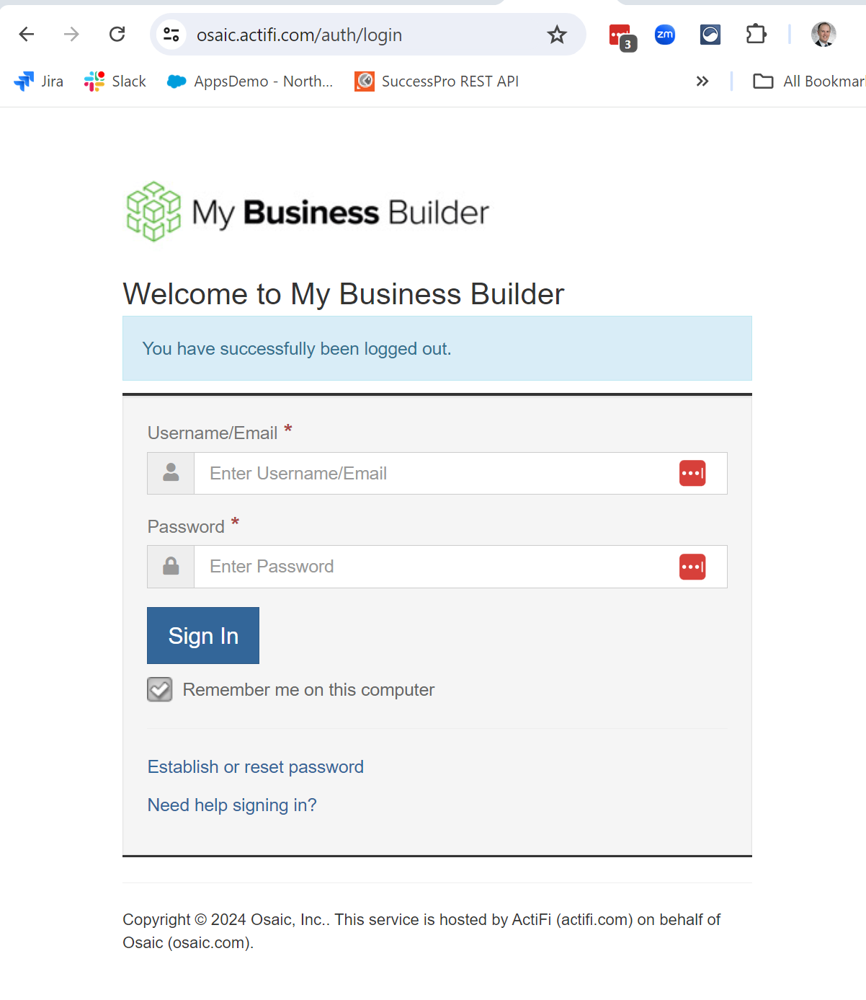 osaic.actifi.com/auth/login
3
zm
Jira
Slack
AppsDemo - North...
SuccessPro REST API
All Bookmar
My Business Builder
Welcome to My Business Builder
You have successfully been logged out.
Username/Email *
Enter Username/Email
Password *
Enter Password
Sign In
Remember me on this computer
Establish or reset password
Need help signing in?
Copyright © 2024 Osaic, Inc.. This service is hosted by ActiFi (actifi.com) on behalf of
Osaic (osaic.com).